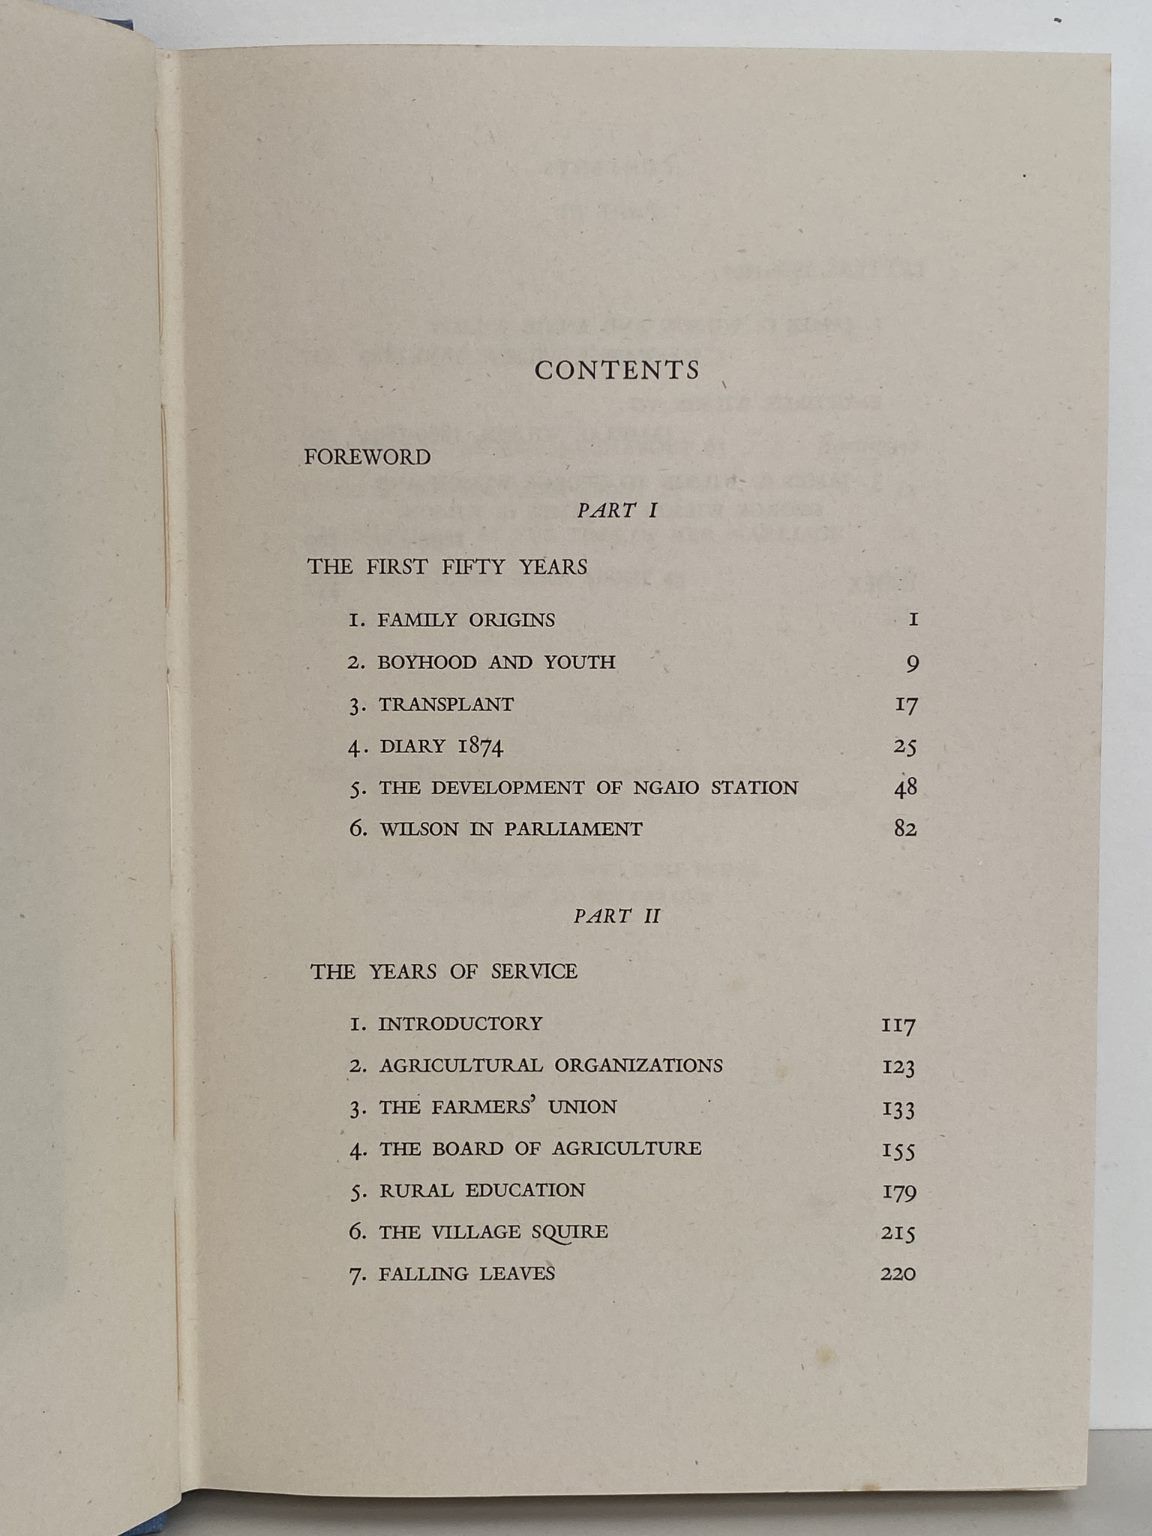 CONTENTS
FOREWORD
PART I
THE FIRST FIFTY YEARS
1. FAMILY ORIGINS 1
2. BOYHOOD AND YOUTH 9
3. TRANSPLANT 17
4. DIARY 1874 25
5. THE DEVELOPMENT OF NGAIO STATION 48
6. WILSON IN PARLIAMENT 82
PART II
THE YEARS OF SERVICE
1. INTRODUCTORY 117
2. AGRICULTURAL ORGANIZATIONS 123
3. THE FARMERS' UNION 133
4. THE BOARD OF AGRICULTURE 155
5. RURAL EDUCATION 179
6. THE VILLAGE SQUIRE 215
7. FALLING LEAVES 220